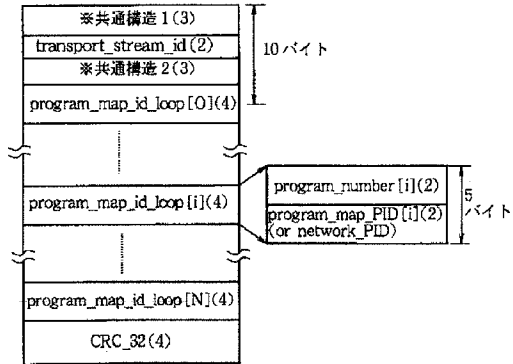 ※共通構造1(3)
transport_stream_id(2)
※共通構造2(3)
program_map_id_loop[0](4)
10バイト
program_map_id_loop[i](4)
program_number[i](2)
program_map_PID[i](2)
(or network_PID)
5
バイト
program_map_id_loop[N](4)
CRC_32(4)